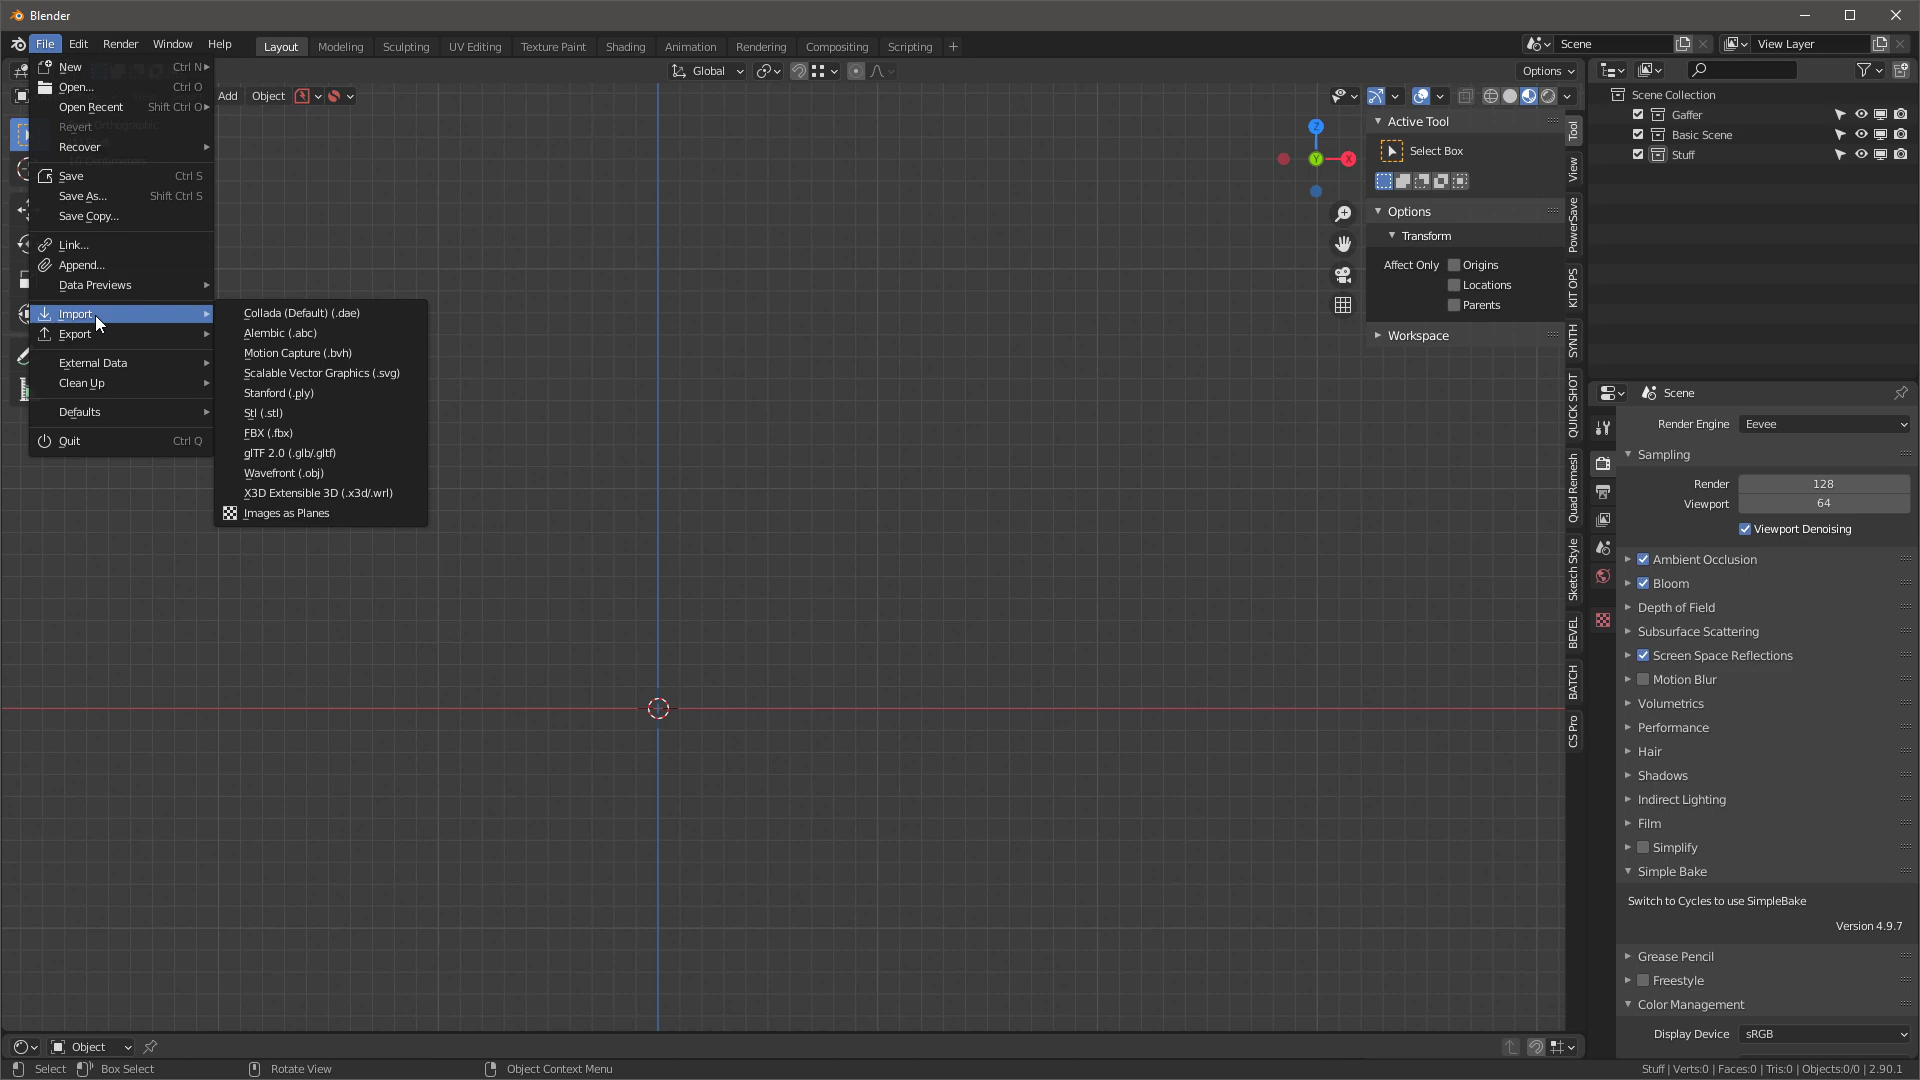 Blender
File Edit Render Window Help Layout Modeling Sculpting UV Editing Texture Paint Shading Animation Rendering Compositing Scripting + Scene View Layer
New Ctrl N
Open... Ctrl O
Open Recent Shift Ctrl O
Revert
Recover
Save Ctrl S
Save As... Shift Ctrl S
Save Copy...
Link...
Append...
Data Previews
Import
Export
External Data
Clean Up
Defaults
Quit Ctrl Q
Collada (Default) (.dae)
Alembic (.abc)
Motion Capture (.bvh)
Scalable Vector Graphics (.svg)
Stanford (.ply)
Stl (.stl)
FBX (.fbx)
glTF 2.0 (.glb/.gltf)
Wavefront (.obj)
X3D Extensible 3D (.x3d/.wrl)
Images as Planes
Global
Options
Add Object
Z
Y
X
Active Tool
Select Box
Options
Transform
Affect Only Origins
Locations
Parents
Workspace
Tool
View
PowerSave
KIT OPS
SYNTH
QUICK SHOT
Quad Remesh
Sketch Style
BEVEL
BATCH
CS Pro
Scene Collection
Gaffer
Basic Scene
Stuff
Scene
Render Engine Eevee
Sampling
Render 128
Viewport 64
Viewport Denoising
Ambient Occlusion
Bloom
Depth of Field
Subsurface Scattering
Screen Space Reflections
Motion Blur
Volumetrics
Performance
Hair
Shadows
Indirect Lighting
Film
Simplify
Simple Bake
Switch to Cycles to use SimpleBake
Version 4.9.7
Grease Pencil
Freestyle
Color Management
Display Device sRGB
Object
Select Box Select Rotate View Object Context Menu Stuff | Verts:0 | Faces:0 | Tris:0 | Objects:0/0 | 2.90.1